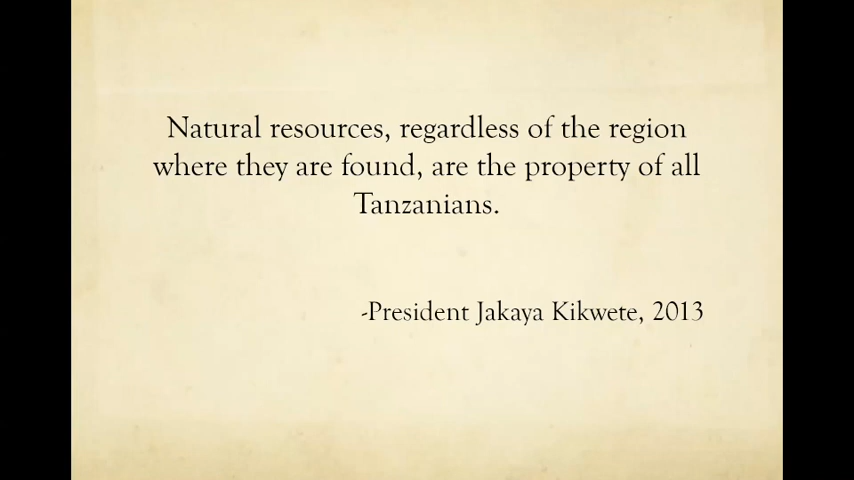 Natural resources, regardless of the region
where they are found, are the property of all
Tanzanians.
-President Jakaya Kikwete, 2013